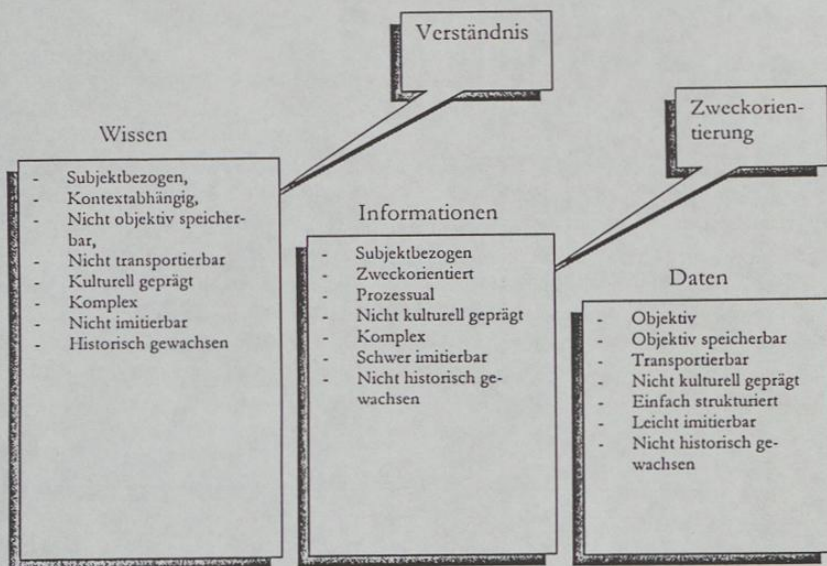 Verständnis
Zweckorien-
tierung
Wissen
- Subjektbezogen,
- Kontextabhängig,
- Nicht objektiv speicher-
bar,
- Nicht transportierbar
- Kulturell geprägt
- Komplex
- Nicht imitierbar
- Historisch gewachsen
Informationen
- Subjektbezogen
- Zweckorientiert
- Prozessual
- Nicht kulturell geprägt
- Komplex
- Schwer imitierbar
- Nicht historisch ge-
wachsen
Daten
- Objektiv
- Objektiv speicherbar
- Transportierbar
- Nicht kulturell geprägt
- Einfach strukturiert
- Leicht imitierbar
- Nicht historisch ge-
wachsen